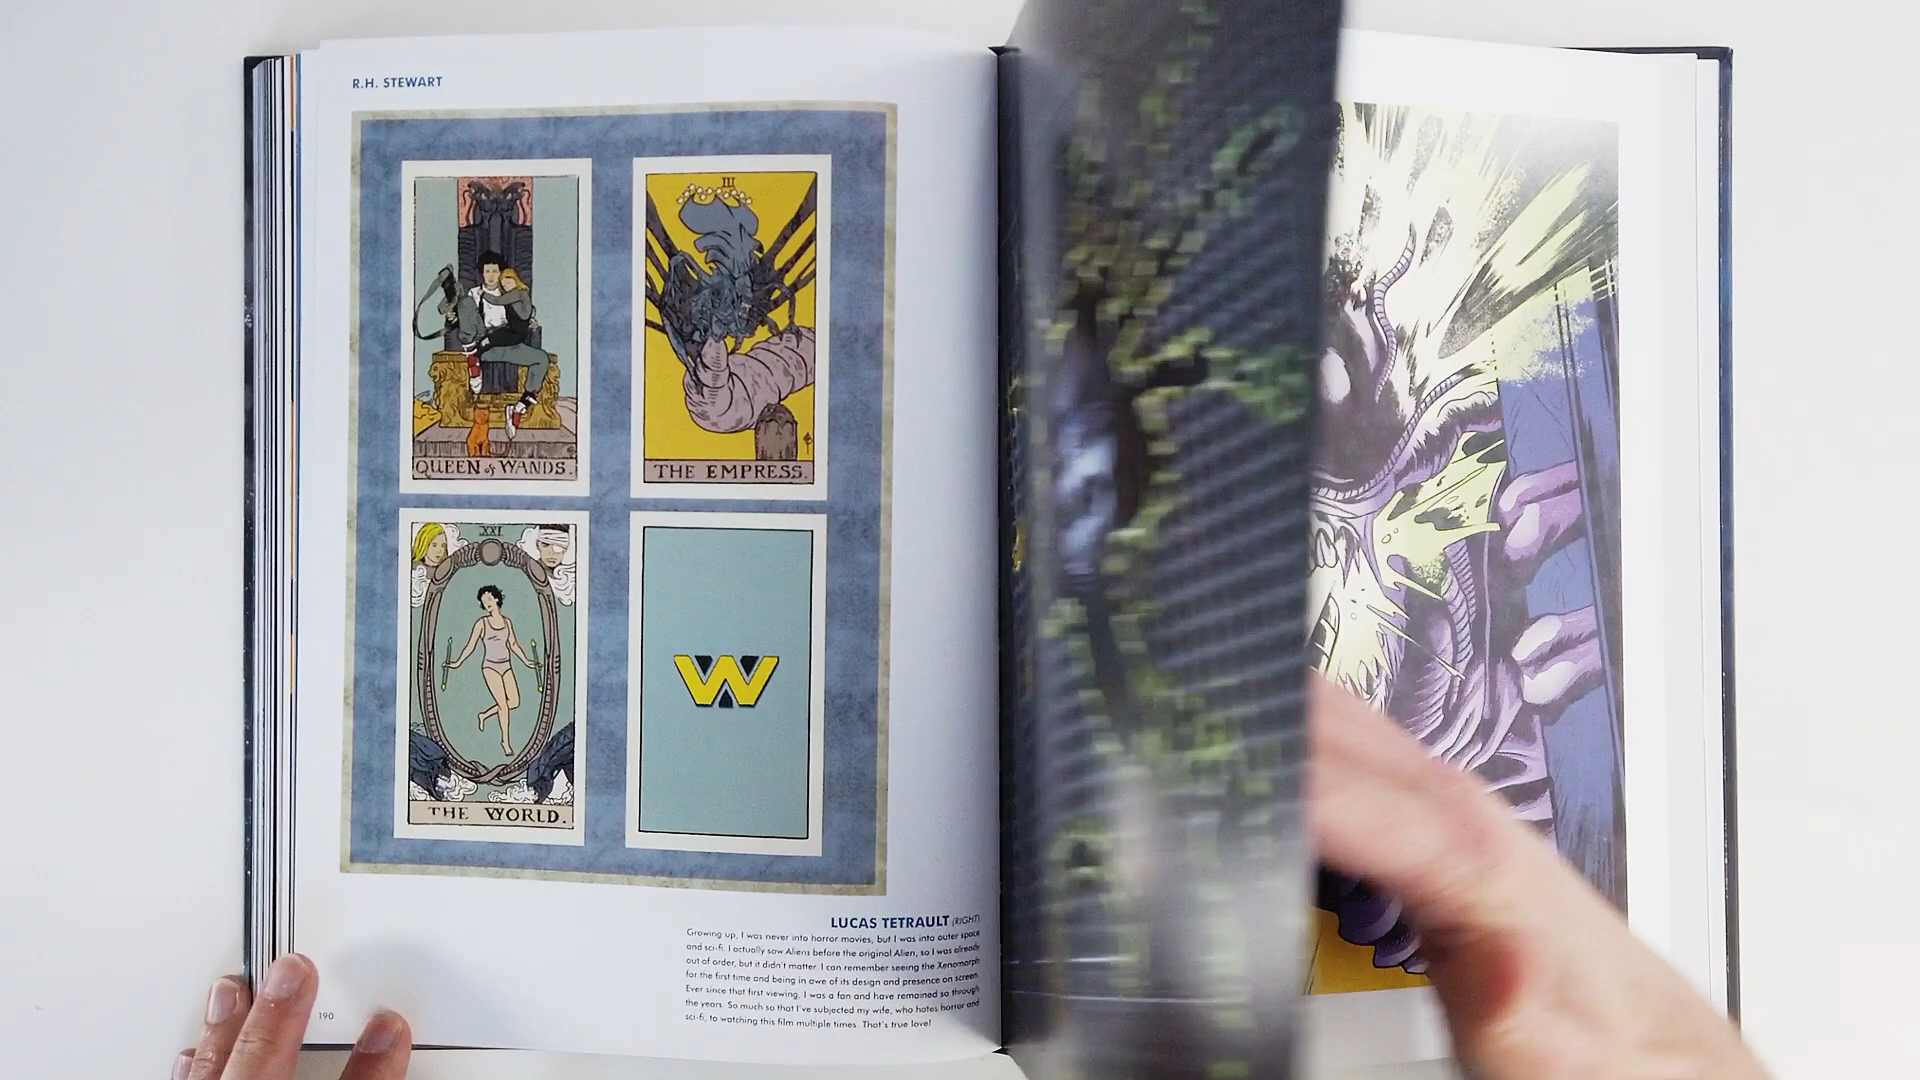 R.H. STEWART
QUEEN of WANDS.
III
THE EMPRESS.
XXI
THE WORLD.
W
LUCAS TETRAULT (RIGHT)
Growing up, I was never into horror movies, but I was into outer space
and sci-fi. I actually saw Aliens before the original Alien, so I was already
out of order, but it didn't matter. I can remember seeing the Xenomorph
for the first time and being in awe of its design and presence on screen.
Ever since that first viewing, I was a fan and have remained so through
the years. So much so that I've subjected my wife, who hates horror and
sci-fi, to watching this film multiple times. That's true love!
190